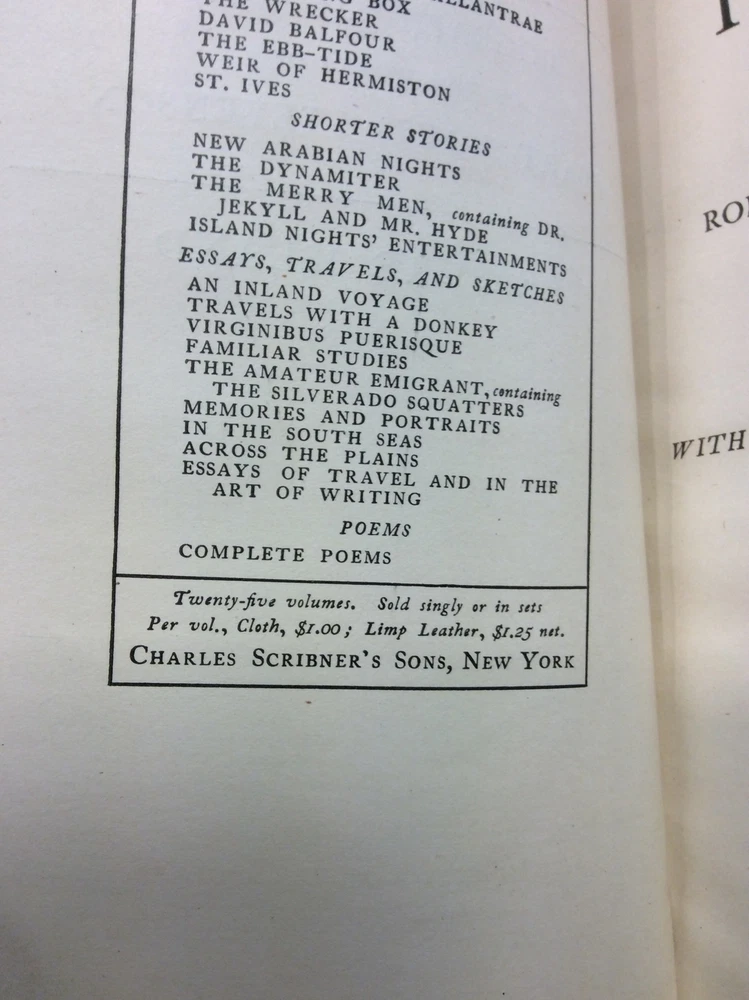 BOX
THE WRECKER
DAVID BALFOUR
THE EBB-TIDE
WEIR OF HERMISTON
ST. IVES
SHORTER STORIES
NEW ARABIAN NIGHTS
THE DYNAMITER
THE MERRY MEN, containing DR.
JEKYLL AND MR. HYDE
ISLAND NIGHTS' ENTERTAINMENTS
ESSAYS, TRAVELS, AND SKETCHES
AN INLAND VOYAGE
TRAVELS WITH A DONKEY
VIRGINIBUS PUERISQUE
FAMILIAR STUDIES
THE AMATEUR EMIGRANT, containing
THE SILVERADO SQUATTERS
MEMORIES AND PORTRAITS
IN THE SOUTH SEAS
ACROSS THE PLAINS
ESSAYS OF TRAVEL AND IN THE
ART OF WRITING
POEMS
COMPLETE POEMS
Twenty-five volumes. Sold singly or in sets
Per vol., Cloth, $1.00; Limp Leather, $1.25 net.
CHARLES SCRIBNER'S SONS, NEW YORK
WITH